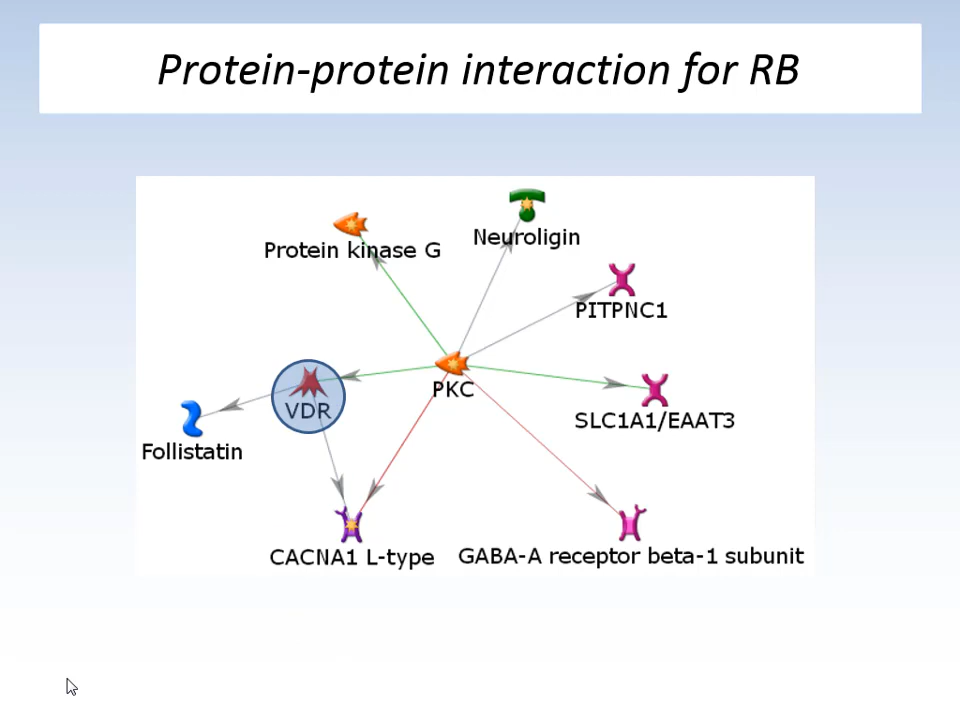 Protein-protein interaction for RB
Neuroligin
Protein kinase G
PITPNC1
PKC
VDR
SLC1A1/EAAT3
Follistatin
CACNA1 L-type
GABA-A receptor beta-1 subunit